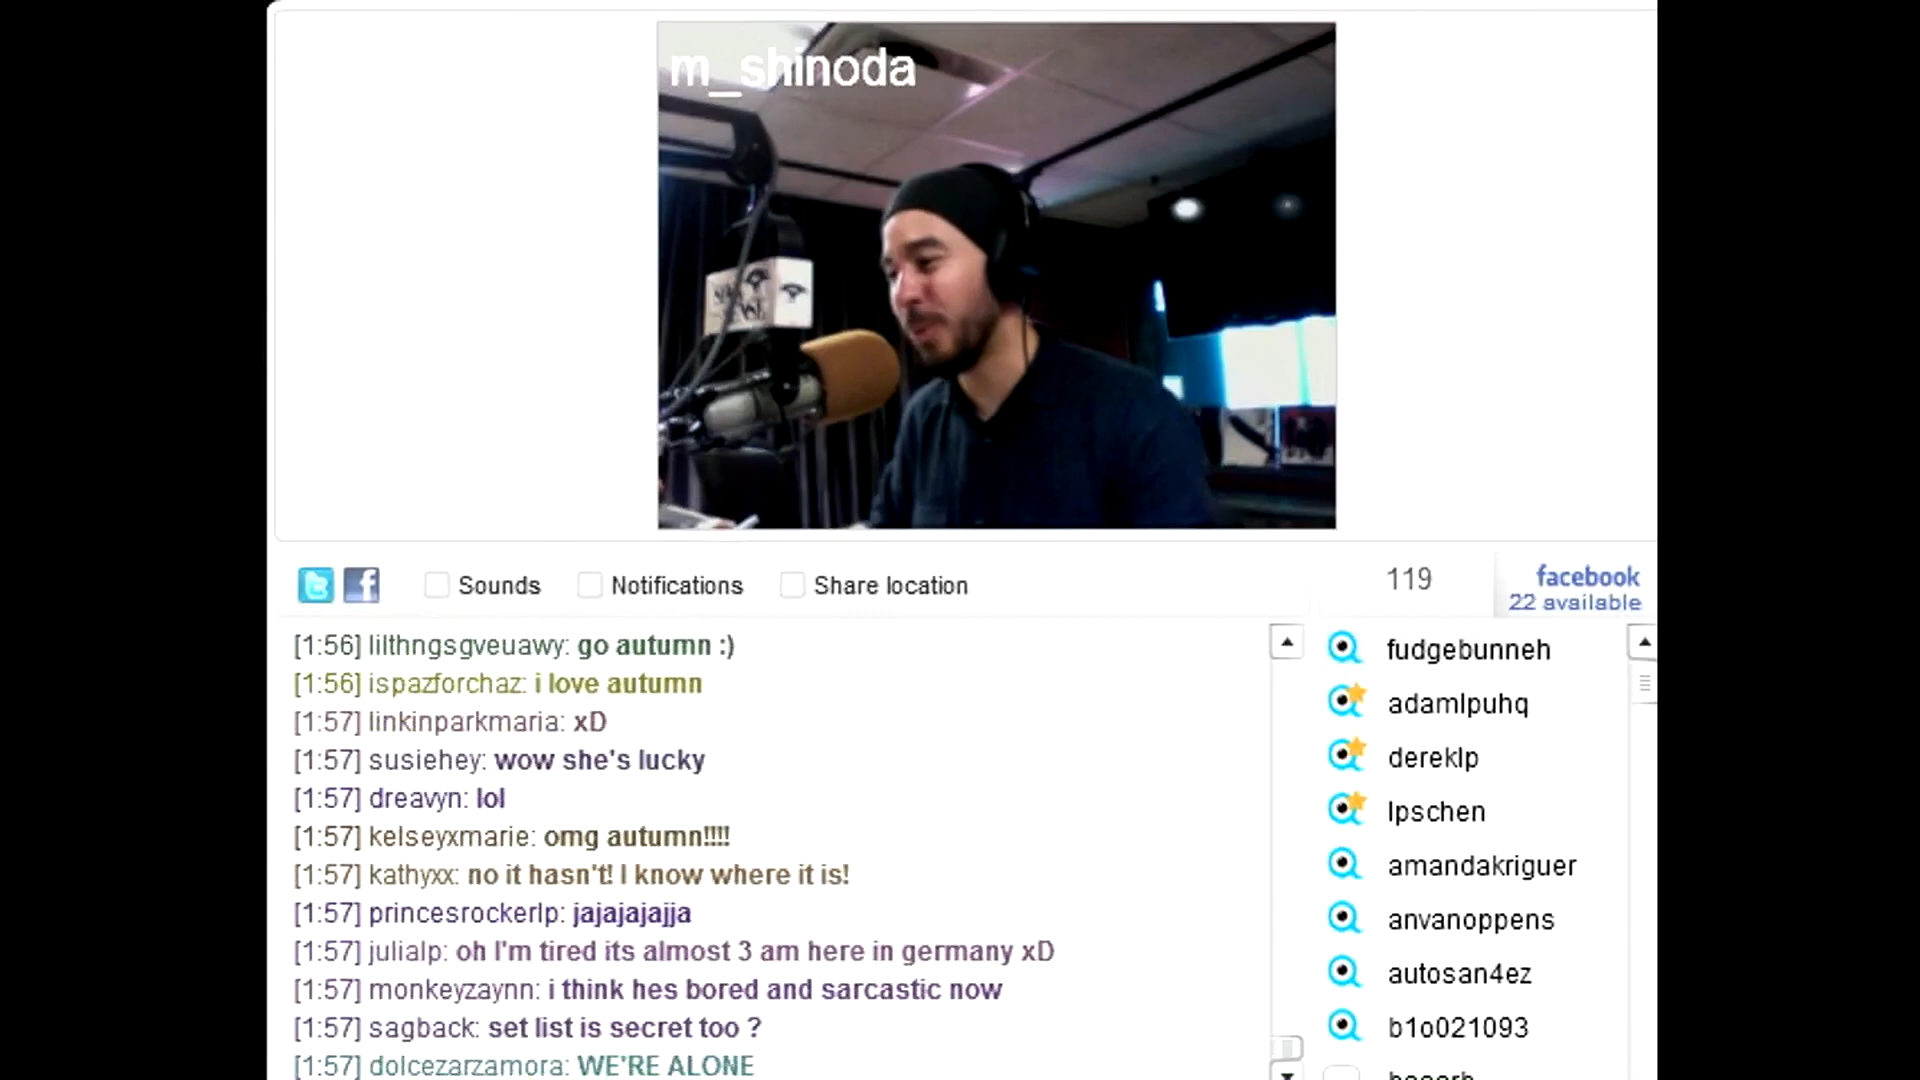 m_shinoda
Sounds
Notifications
Share location
119
facebook
22 available
[1:56] lilthngsgveuawy: go autumn :)
[1:56] ispazforchaz: i love autumn
[1:57] linkinparkmaria: xD
[1:57] susiehey: wow she's lucky
[1:57] dreavyn: lol
[1:57] kelseyxmarie: omg autumn!!!!
[1:57] kathyxx: no it hasn't! I know where it is!
[1:57] princesrockerlp: jajajajajja
[1:57] julialp: oh I'm tired its almost 3 am here in germany xD
[1:57] monkeyzaynn: i think hes bored and sarcastic now
[1:57] sagback: set list is secret too ?
[1:57] dolcezarzamora: WE'RE ALONE
fudgebunneh
adamlpuhq
dereklp
lpschen
amandakriguer
anvanoppens
autosan4ez
b1o021093